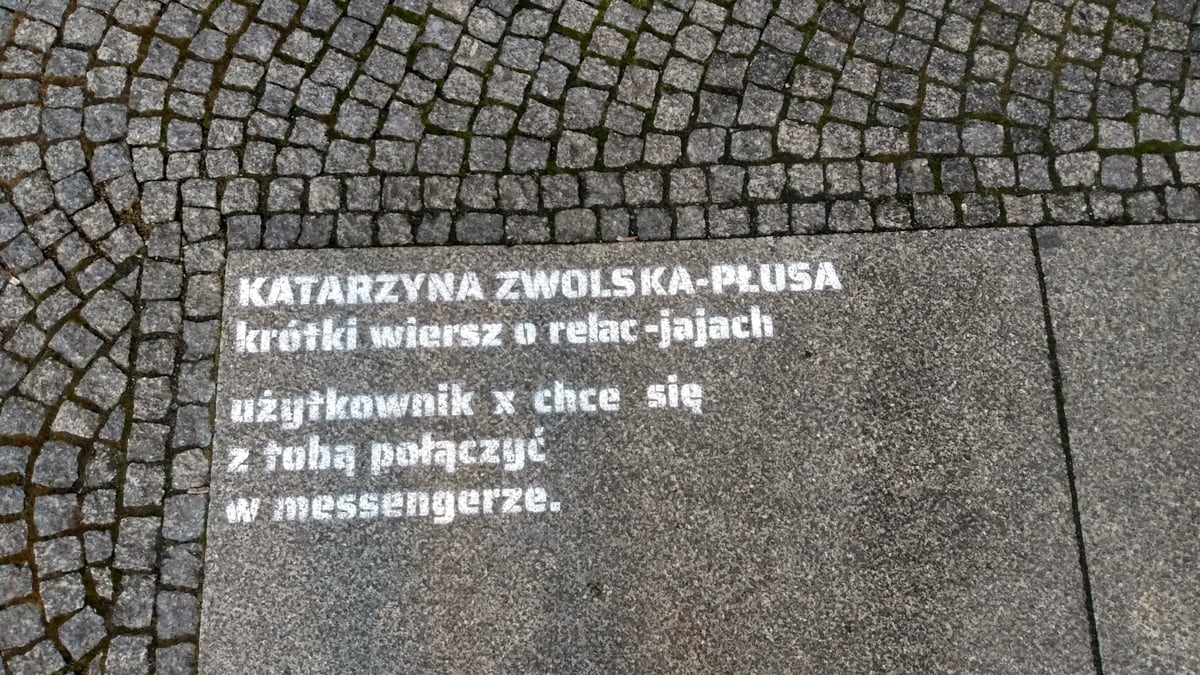 KATARZYNA ZWOLSKA-PŁUSA
krótki wiersz o relac-jajach
użytkownik x chce się
z tobą połączyć
w messengerze.